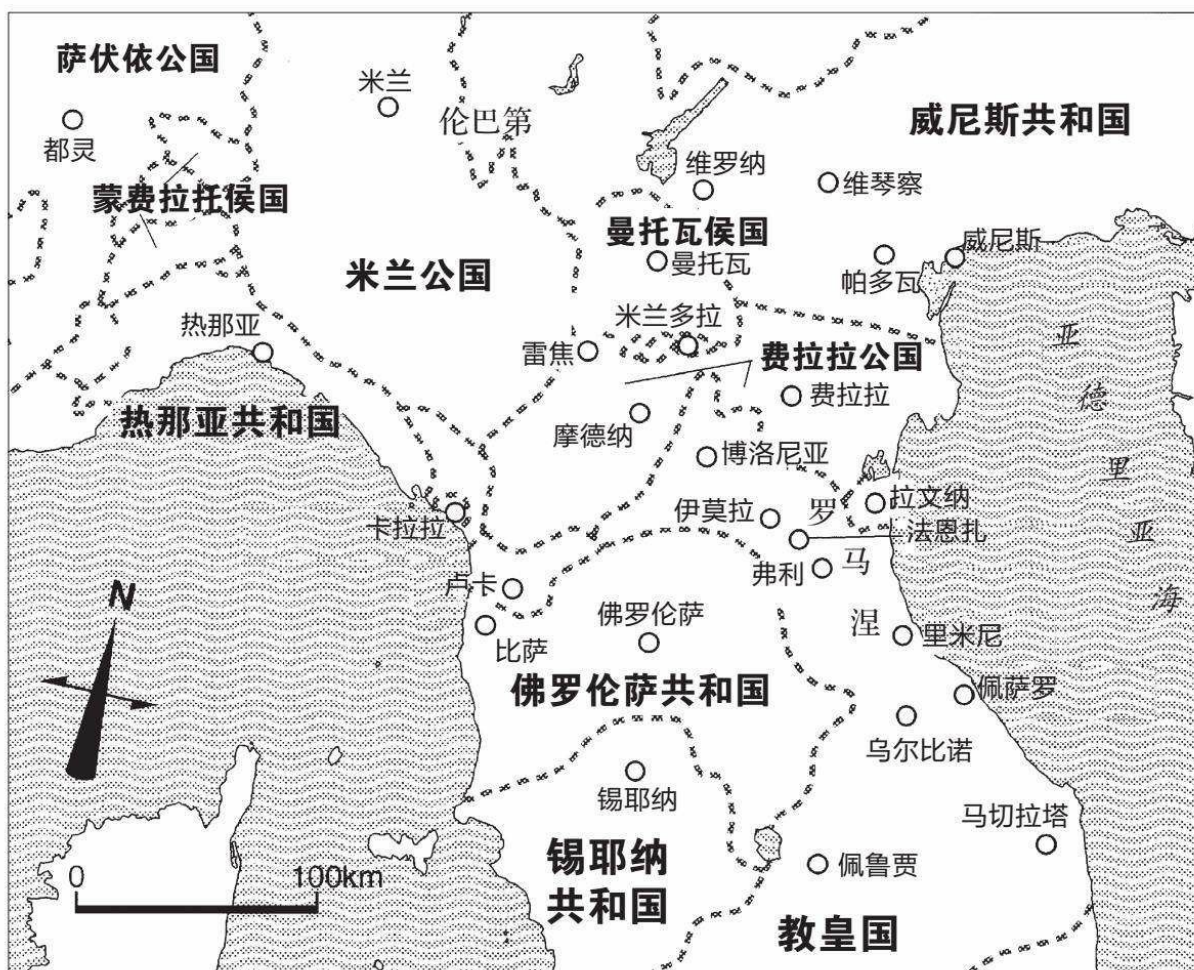 萨伏依公国
米兰
都灵
伦巴第
威尼斯共和国
维罗纳
维琴察
蒙费拉托侯国
曼托瓦侯国
威尼斯
曼托瓦
帕多瓦
米兰公国
热那亚
米兰多拉
雷焦
费拉拉公国
费拉拉
热那亚共和国
摩德纳
博洛尼亚
亚德里亚海
伊莫拉
拉文纳
法恩扎
卡拉拉
罗马涅
弗利
卢卡
佛罗伦萨
比萨
里米尼
N
佛罗伦萨共和国
佩萨罗
乌尔比诺
锡耶纳
马切拉塔
锡耶纳
共和国
佩鲁贾
0 100km
教皇国